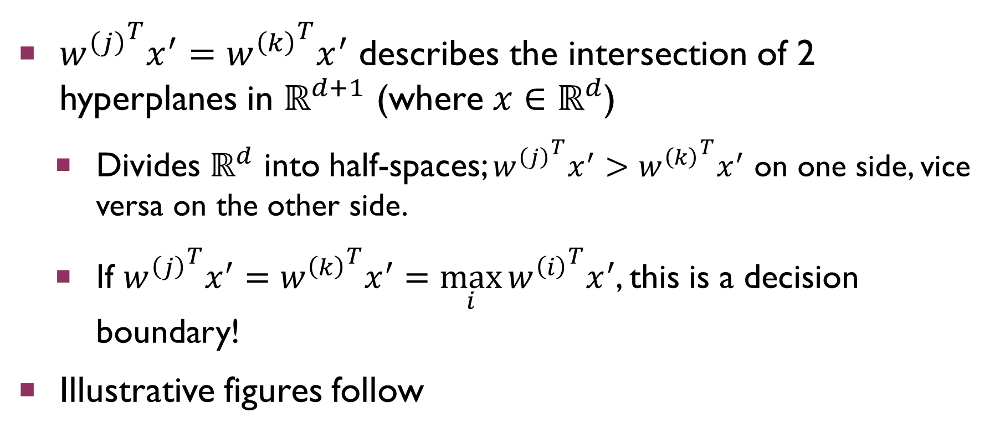 ▪ $w^{(j)^T} x' = w^{(k)^T} x'$ describes the intersection of 2
hyperplanes in $\mathbb{R}^{d+1}$ (where $x \in \mathbb{R}^d$)
▪ Divides $\mathbb{R}^d$ into half-spaces; $w^{(j)^T} x' > w^{(k)^T} x'$ on one side, vice
versa on the other side.
▪ If $w^{(j)^T} x' = w^{(k)^T} x' = \max_i w^{(i)^T} x'$, this is a decision
boundary!
▪ Illustrative figures follow